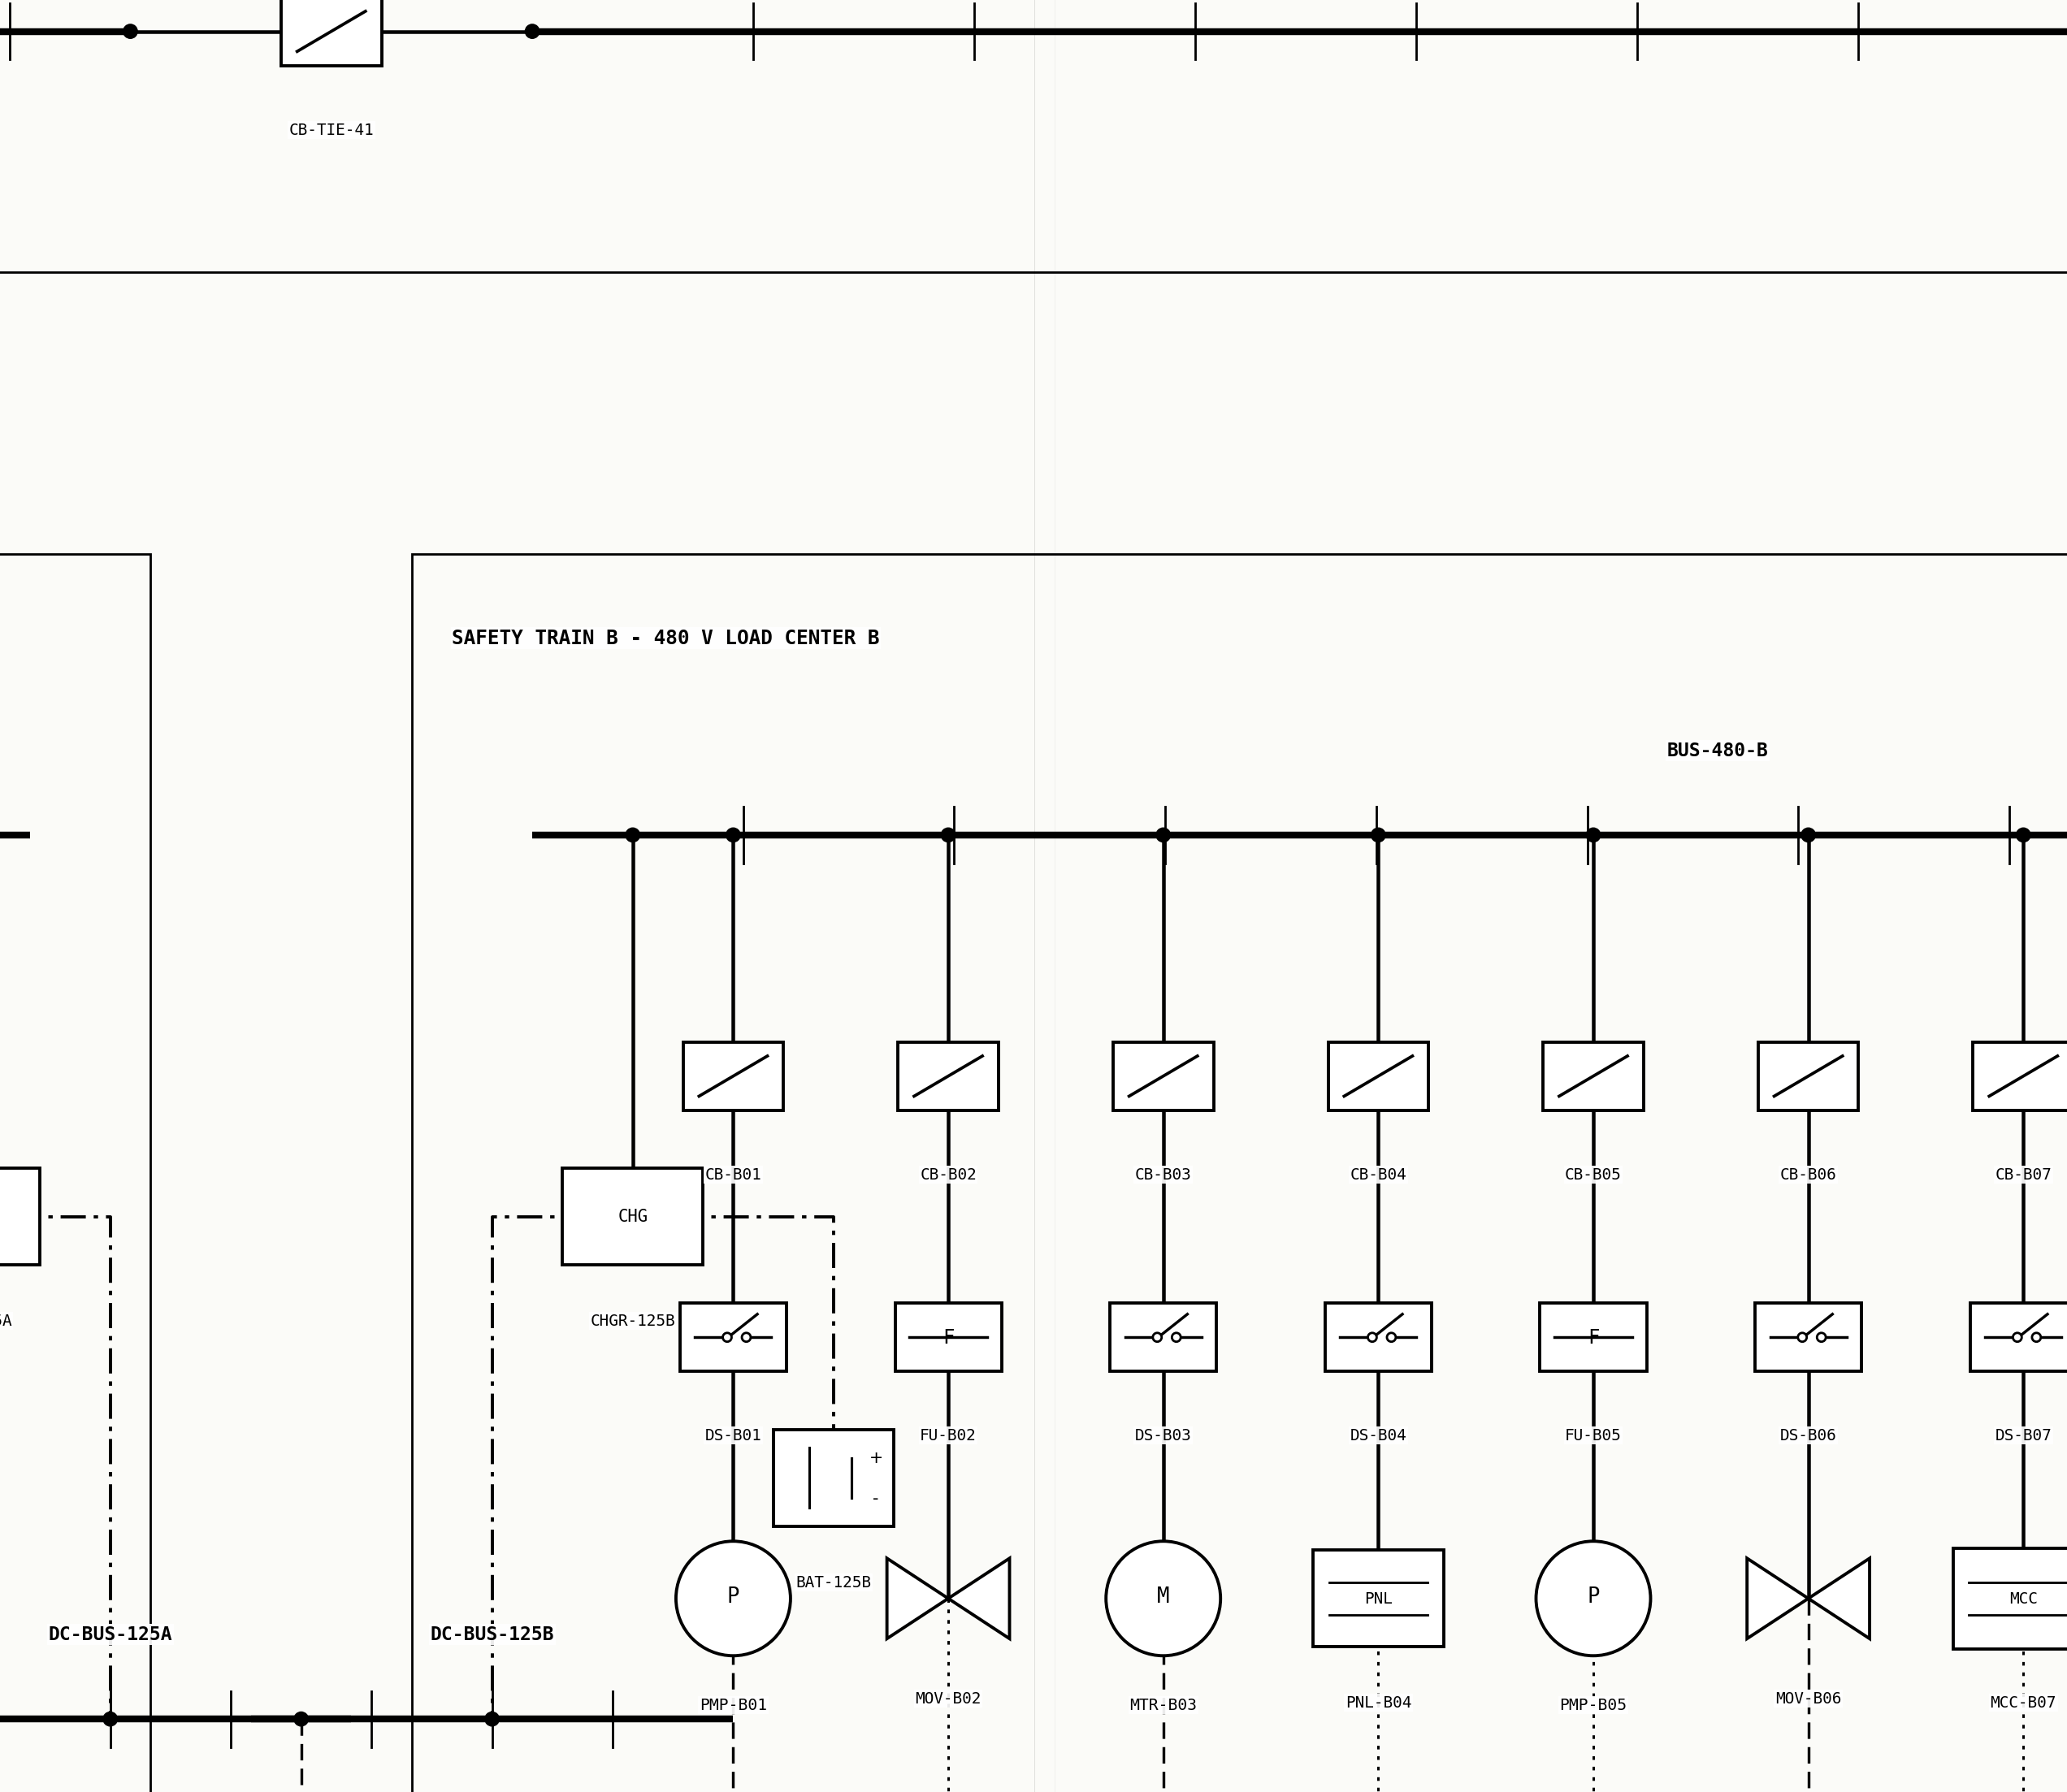 CB-TIE-41
SAFETY TRAIN B - 480 V LOAD CENTER B
BUS-480-B
CB-B01
CB-B02
CB-B03
CB-B04
CB-B05
CB-B06
CB-B07
CHG
5A
CHGR-125B
F
F
DS-B01
FU-B02
DS-B03
DS-B04
FU-B05
DS-B06
DS-B07
+
-
BAT-125B
P
M
PNL
P
MCC
DC-BUS-125A
DC-BUS-125B
PMP-B01
MOV-B02
MTR-B03
PNL-B04
PMP-B05
MOV-B06
MCC-B07